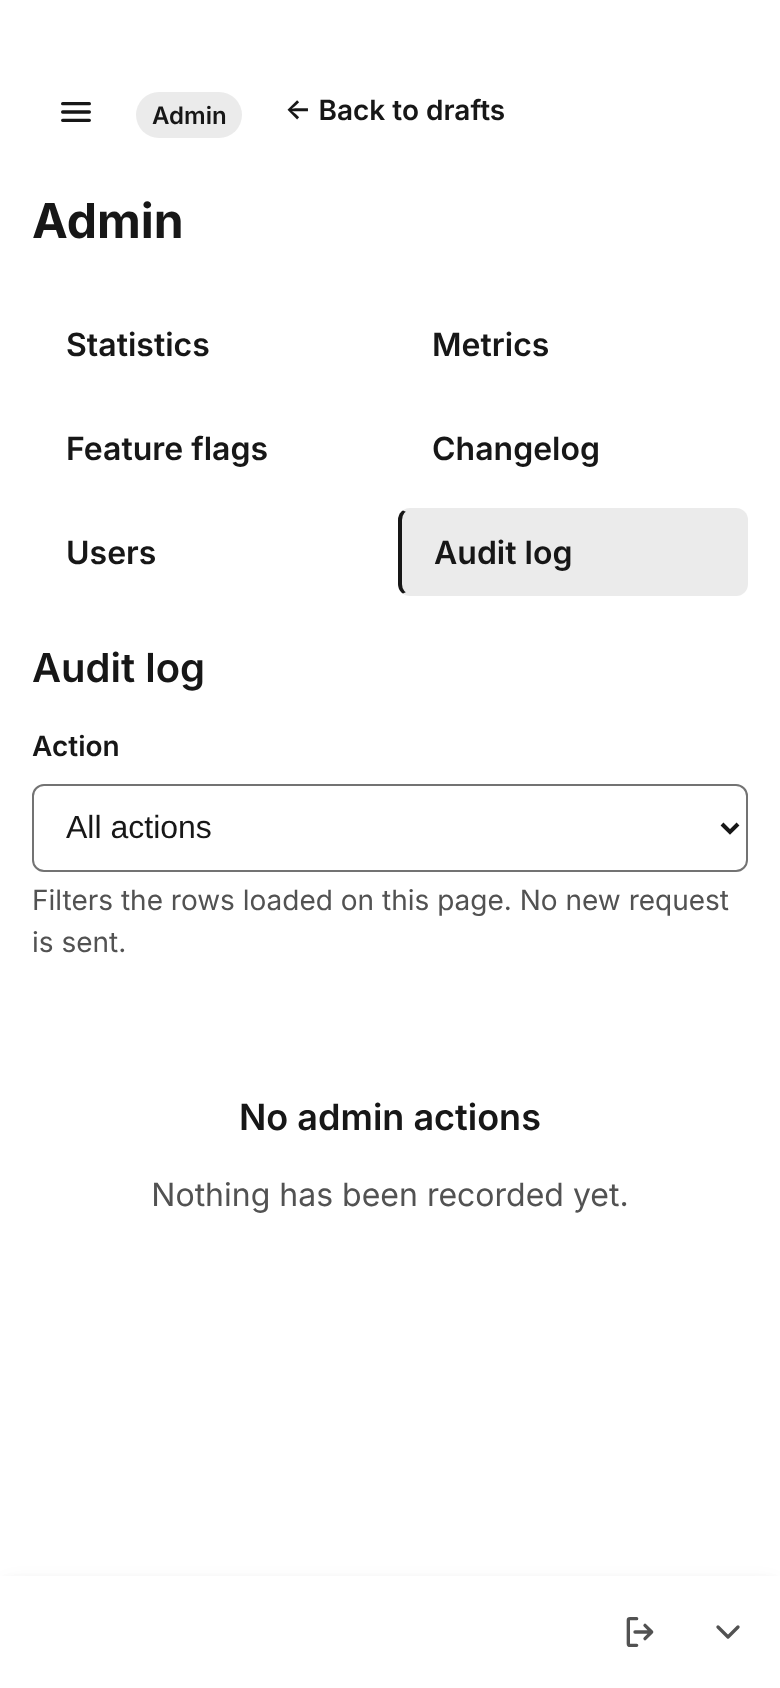 Admin
← Back to drafts
Admin
Statistics
Metrics
Feature flags
Changelog
Users
Audit log
Audit log
Action
All actions
Filters the rows loaded on this page. No new request
is sent.
No admin actions
Nothing has been recorded yet.